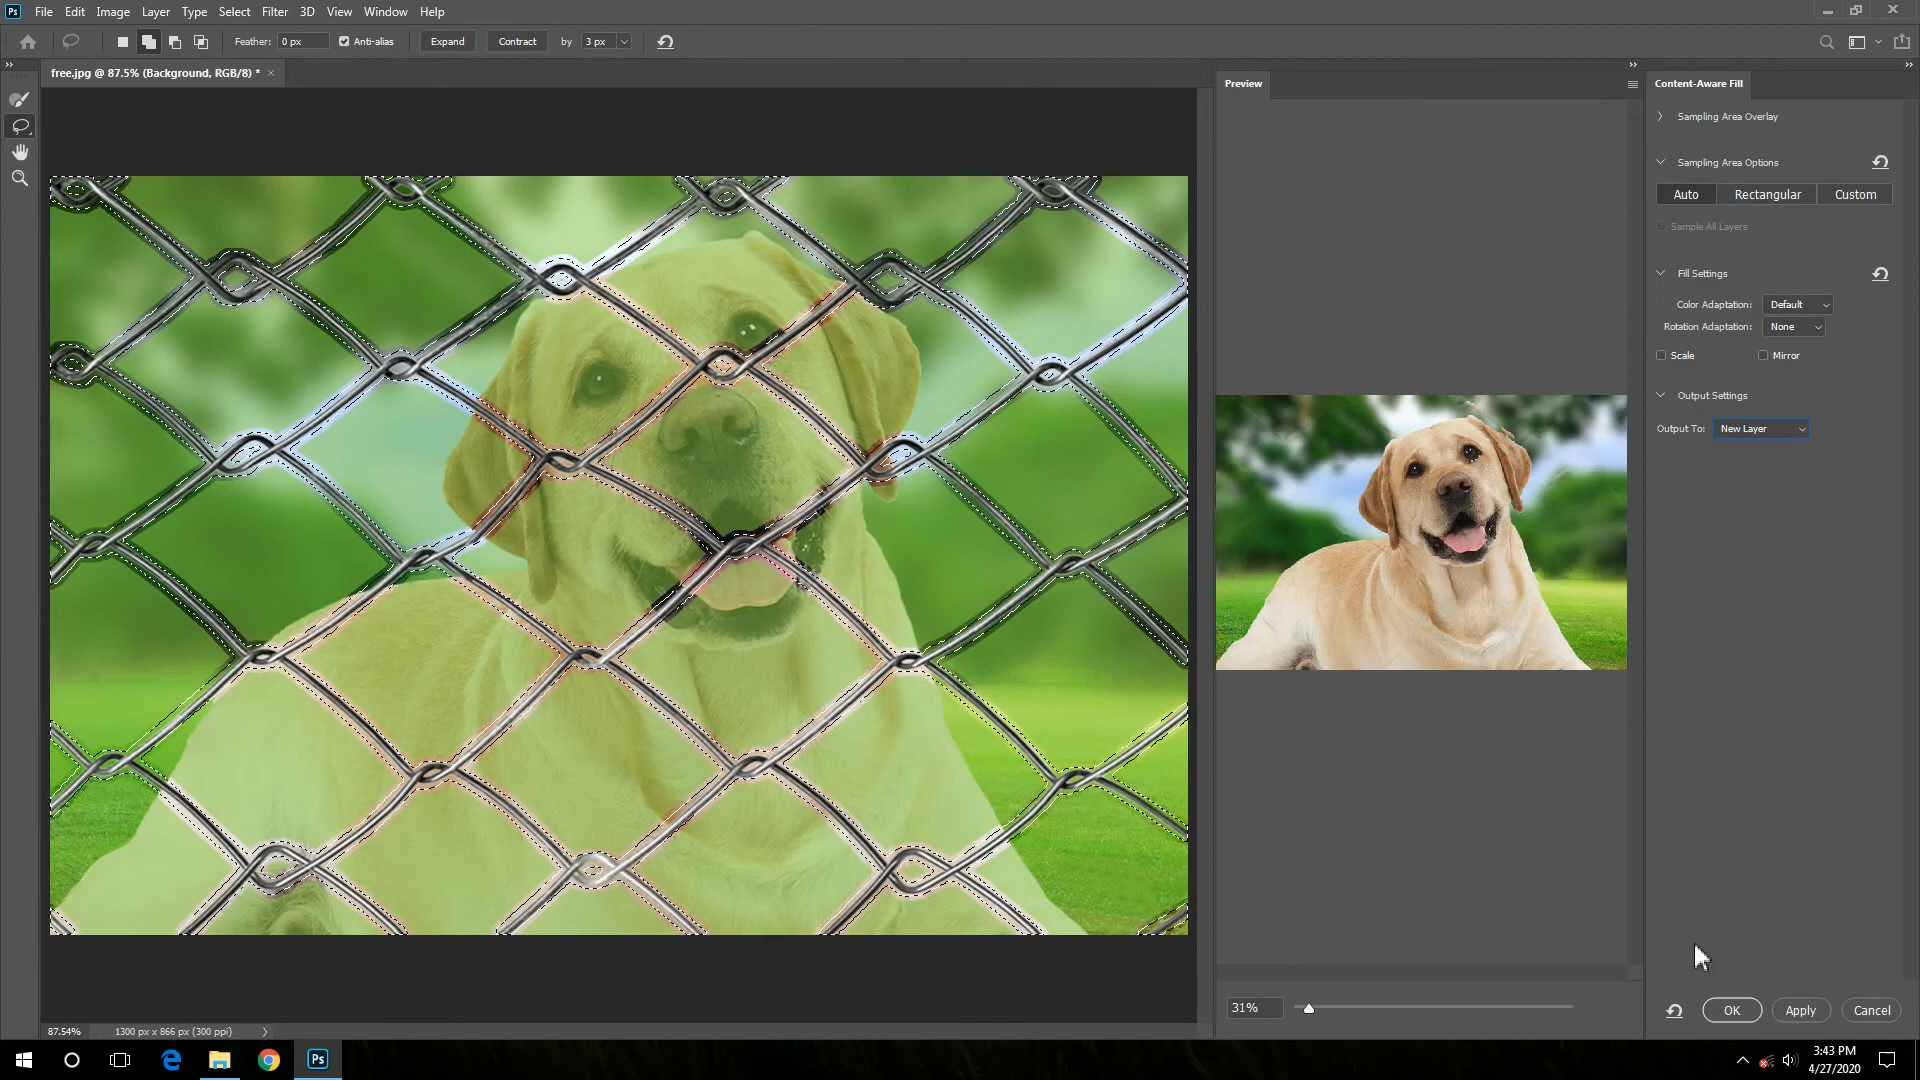 Ps File Edit Image Layer Type Select Filter 3D View Window Help
Feather: 0 px Anti-alias Expand Contract by 3 px
free.jpg @ 87.5% (Background, RGB/8) *
Preview
Content-Aware Fill
Sampling Area Overlay
Sampling Area Options
Auto Rectangular Custom
Sample All Layers
Fill Settings
Color Adaptation: Default
Rotation Adaptation: None
Scale Mirror
Output Settings
Output To: New Layer
31%
OK Apply Cancel
87.54% 1300 px x 866 px (300 ppi)
Ps
3:43 PM
4/27/2020